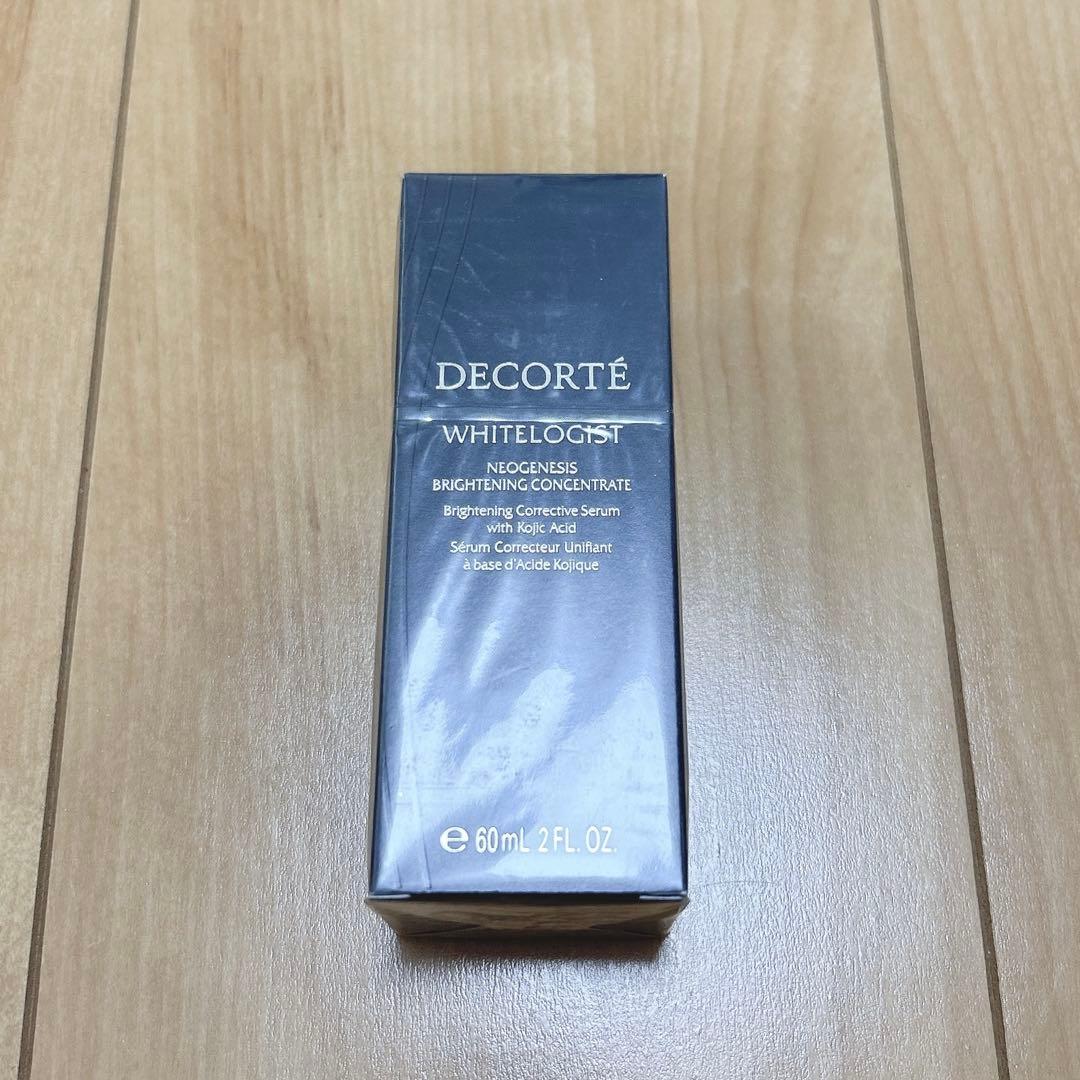 DECORTÉ
WHITELOGIST
NEOGENESIS
BRIGHTENING CONCENTRATE
Brightening Corrective Serum
with Kojic Acid
Sérum Correcteur Unifiant
à base d'Acide Kojique
e 60mL 2 FL. OZ.